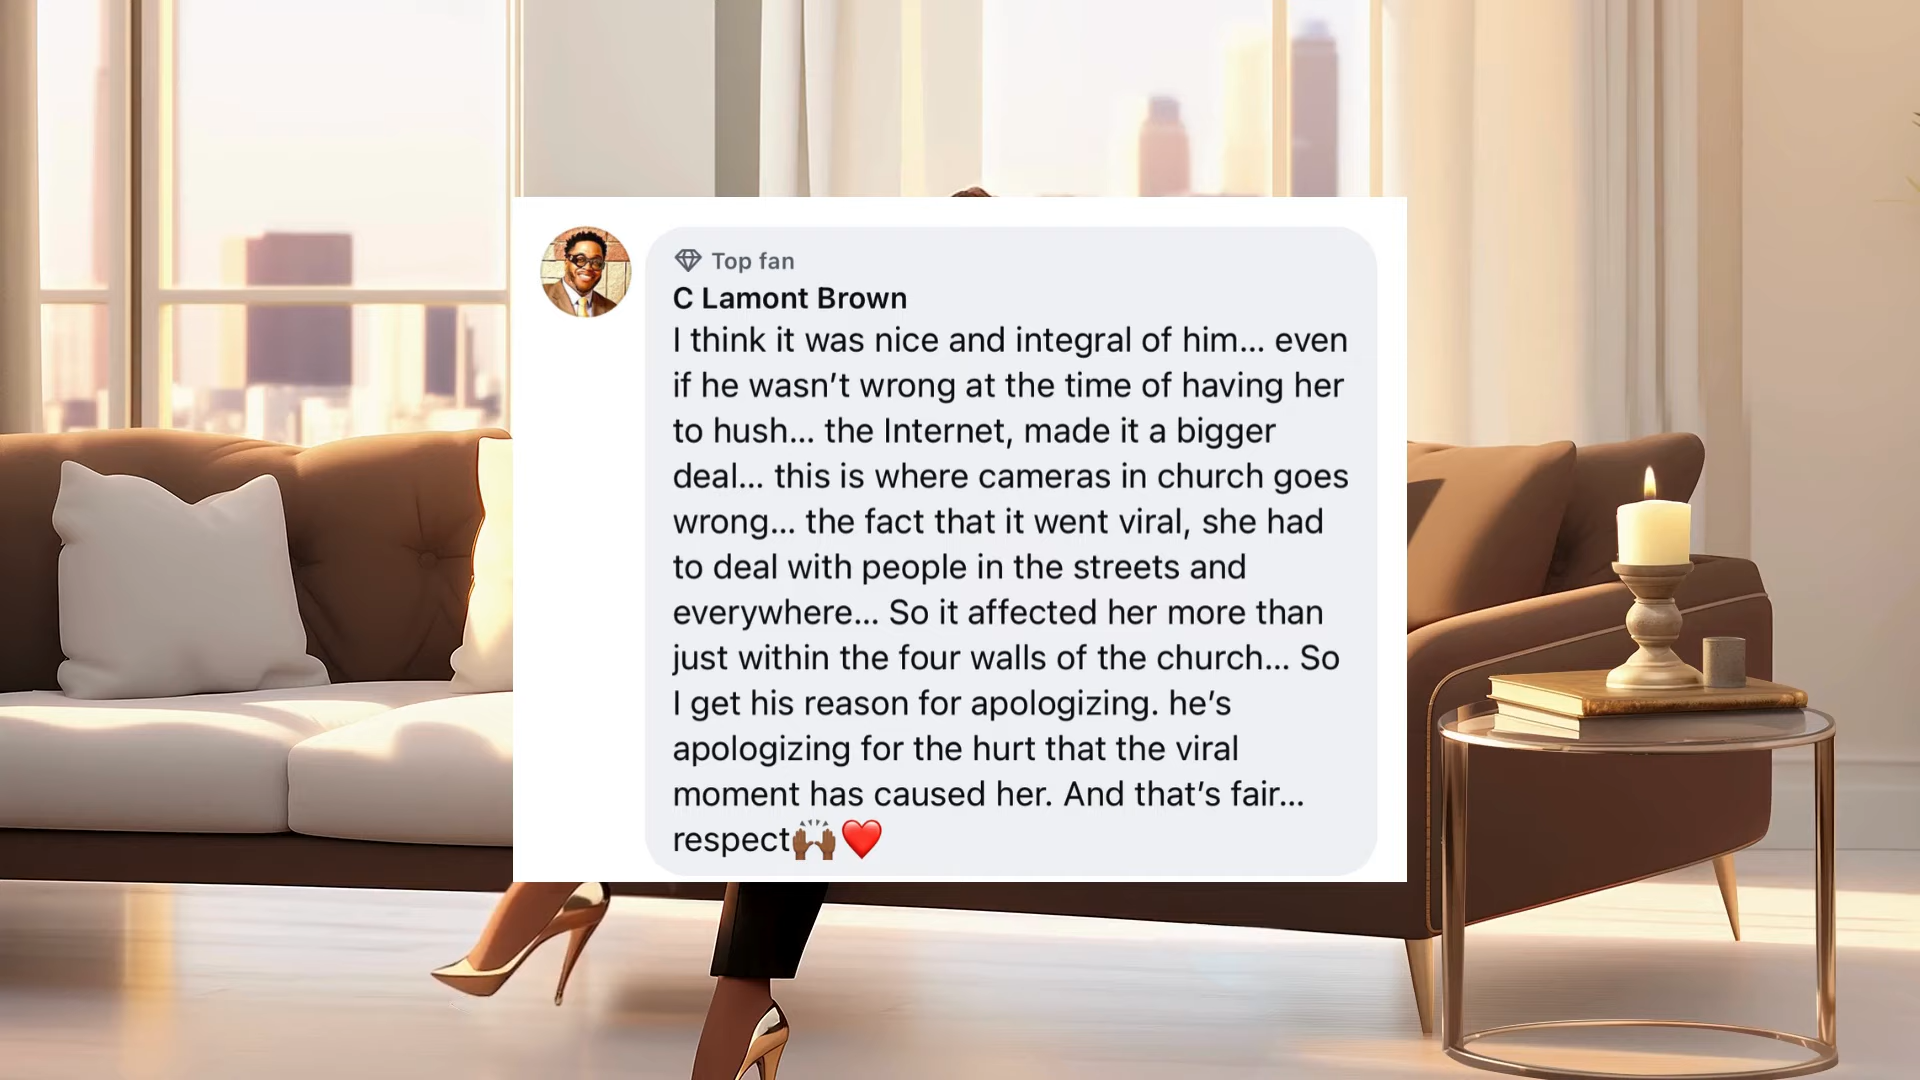 Top fan
C Lamont Brown
I think it was nice and integral of him... even
if he wasn’t wrong at the time of having her
to hush... the Internet, made it a bigger
deal... this is where cameras in church goes
wrong... the fact that it went viral, she had
to deal with people in the streets and
everywhere... So it affected her more than
just within the four walls of the church... So
I get his reason for apologizing. he’s
apologizing for the hurt that the viral
moment has caused her. And that’s fair...
respect🙌🏾❤️